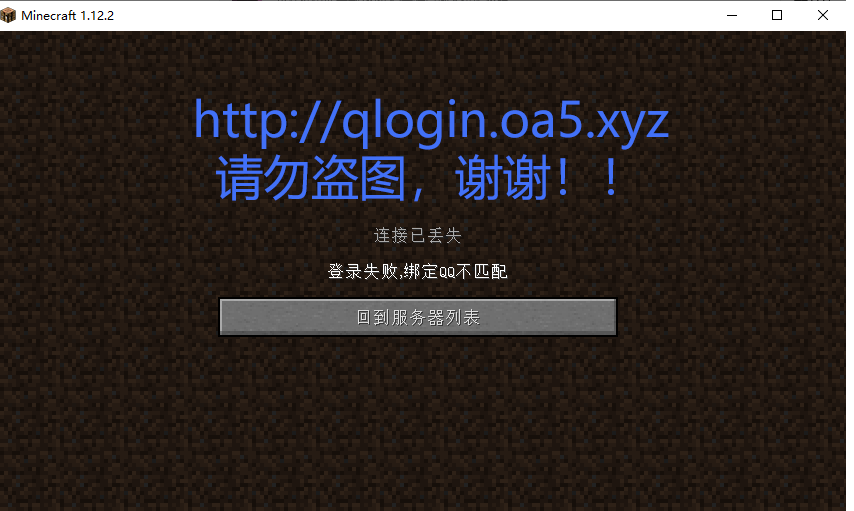 Minecraft 1.12.2
http://qlogin.oa5.xyz
请勿盗图，谢谢！！
连接已丢失
登录失败,绑定QQ不匹配
回到服务器列表